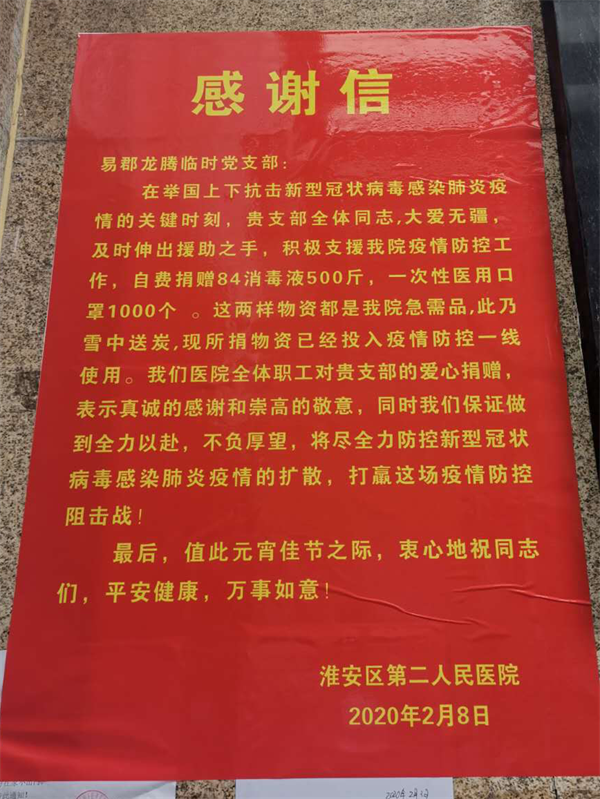 感谢信
易郡龙腾临时党支部：
在举国上下抗击新型冠状病毒感染肺炎疫
情的关键时刻，贵支部全体同志,大爱无疆，
及时伸出援助之手，积极支援我院疫情防控工
作，自费捐赠84消毒液500斤，一次性医用口
罩1000个 。这两样物资都是我院急需品,此乃
雪中送炭,现所捐物资已经投入疫情防控一线
使用。我们医院全体职工对贵支部的爱心捐赠，
表示真诚的感谢和崇高的敬意，同时我们保证做
到全力以赴，不负厚望，将尽全力防控新型冠状
病毒感染肺炎疫情的扩散，打赢这场疫情防控
阻击战！
最后，值此元宵佳节之际，衷心地祝同志
们，平安健康，万事如意！
淮安区第二人民医院
2020年2月8日